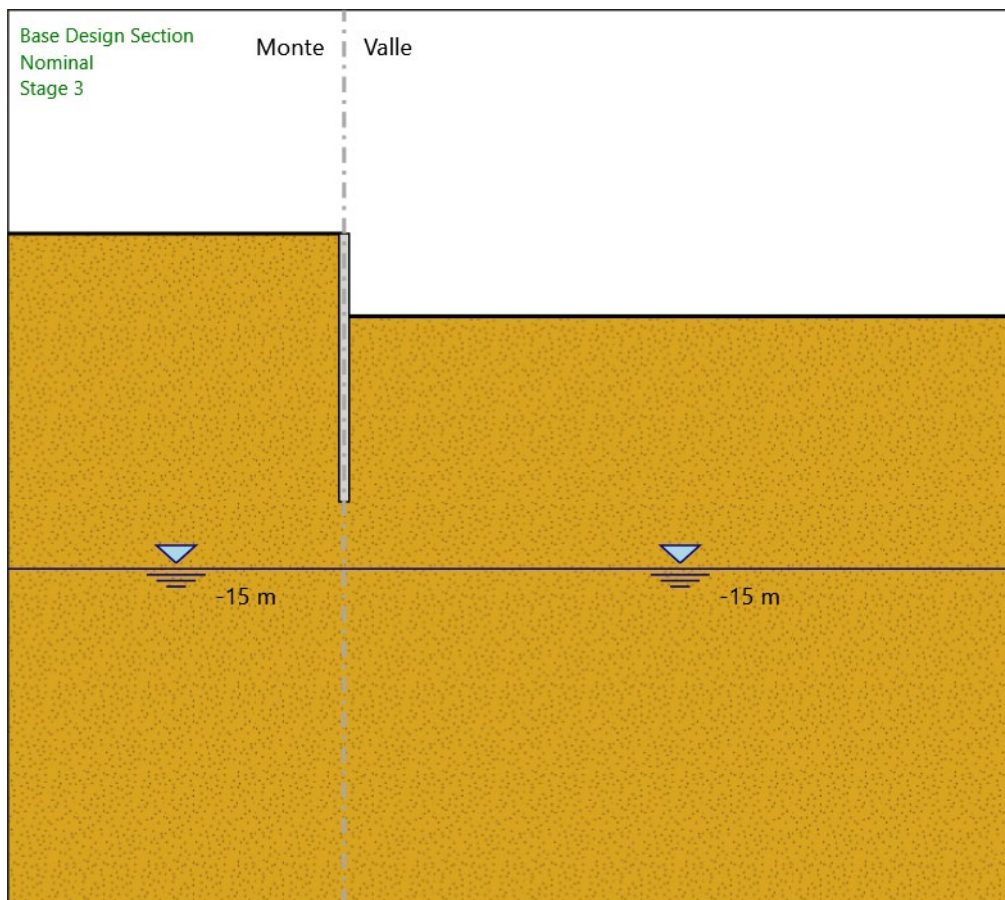 Base Design Section
Nominal
Stage 3
Monte
Valle
-15 m
-15 m